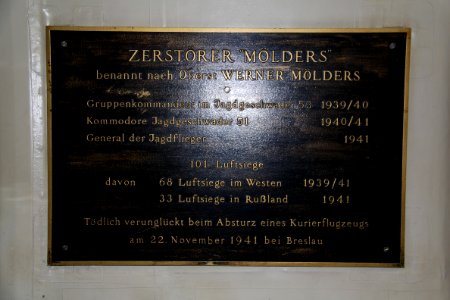 ZERSTÖRER "MÖLDERS"
benannt nach Oberst WERNER MÖLDERS
Gruppenkommandeur im Jagdgeschwader 53 1939/40
Kommodore Jagdgeschwader 51 1940/41
General der Jagdflieger 1941
101 Luftsiege
davon 68 Luftsiege im Westen 1939/41
33 Luftsiege in Rußland 1941
Tödlich verunglückt beim Absturz eines Kurierflugzeugs
am 22. November 1941 bei Breslau